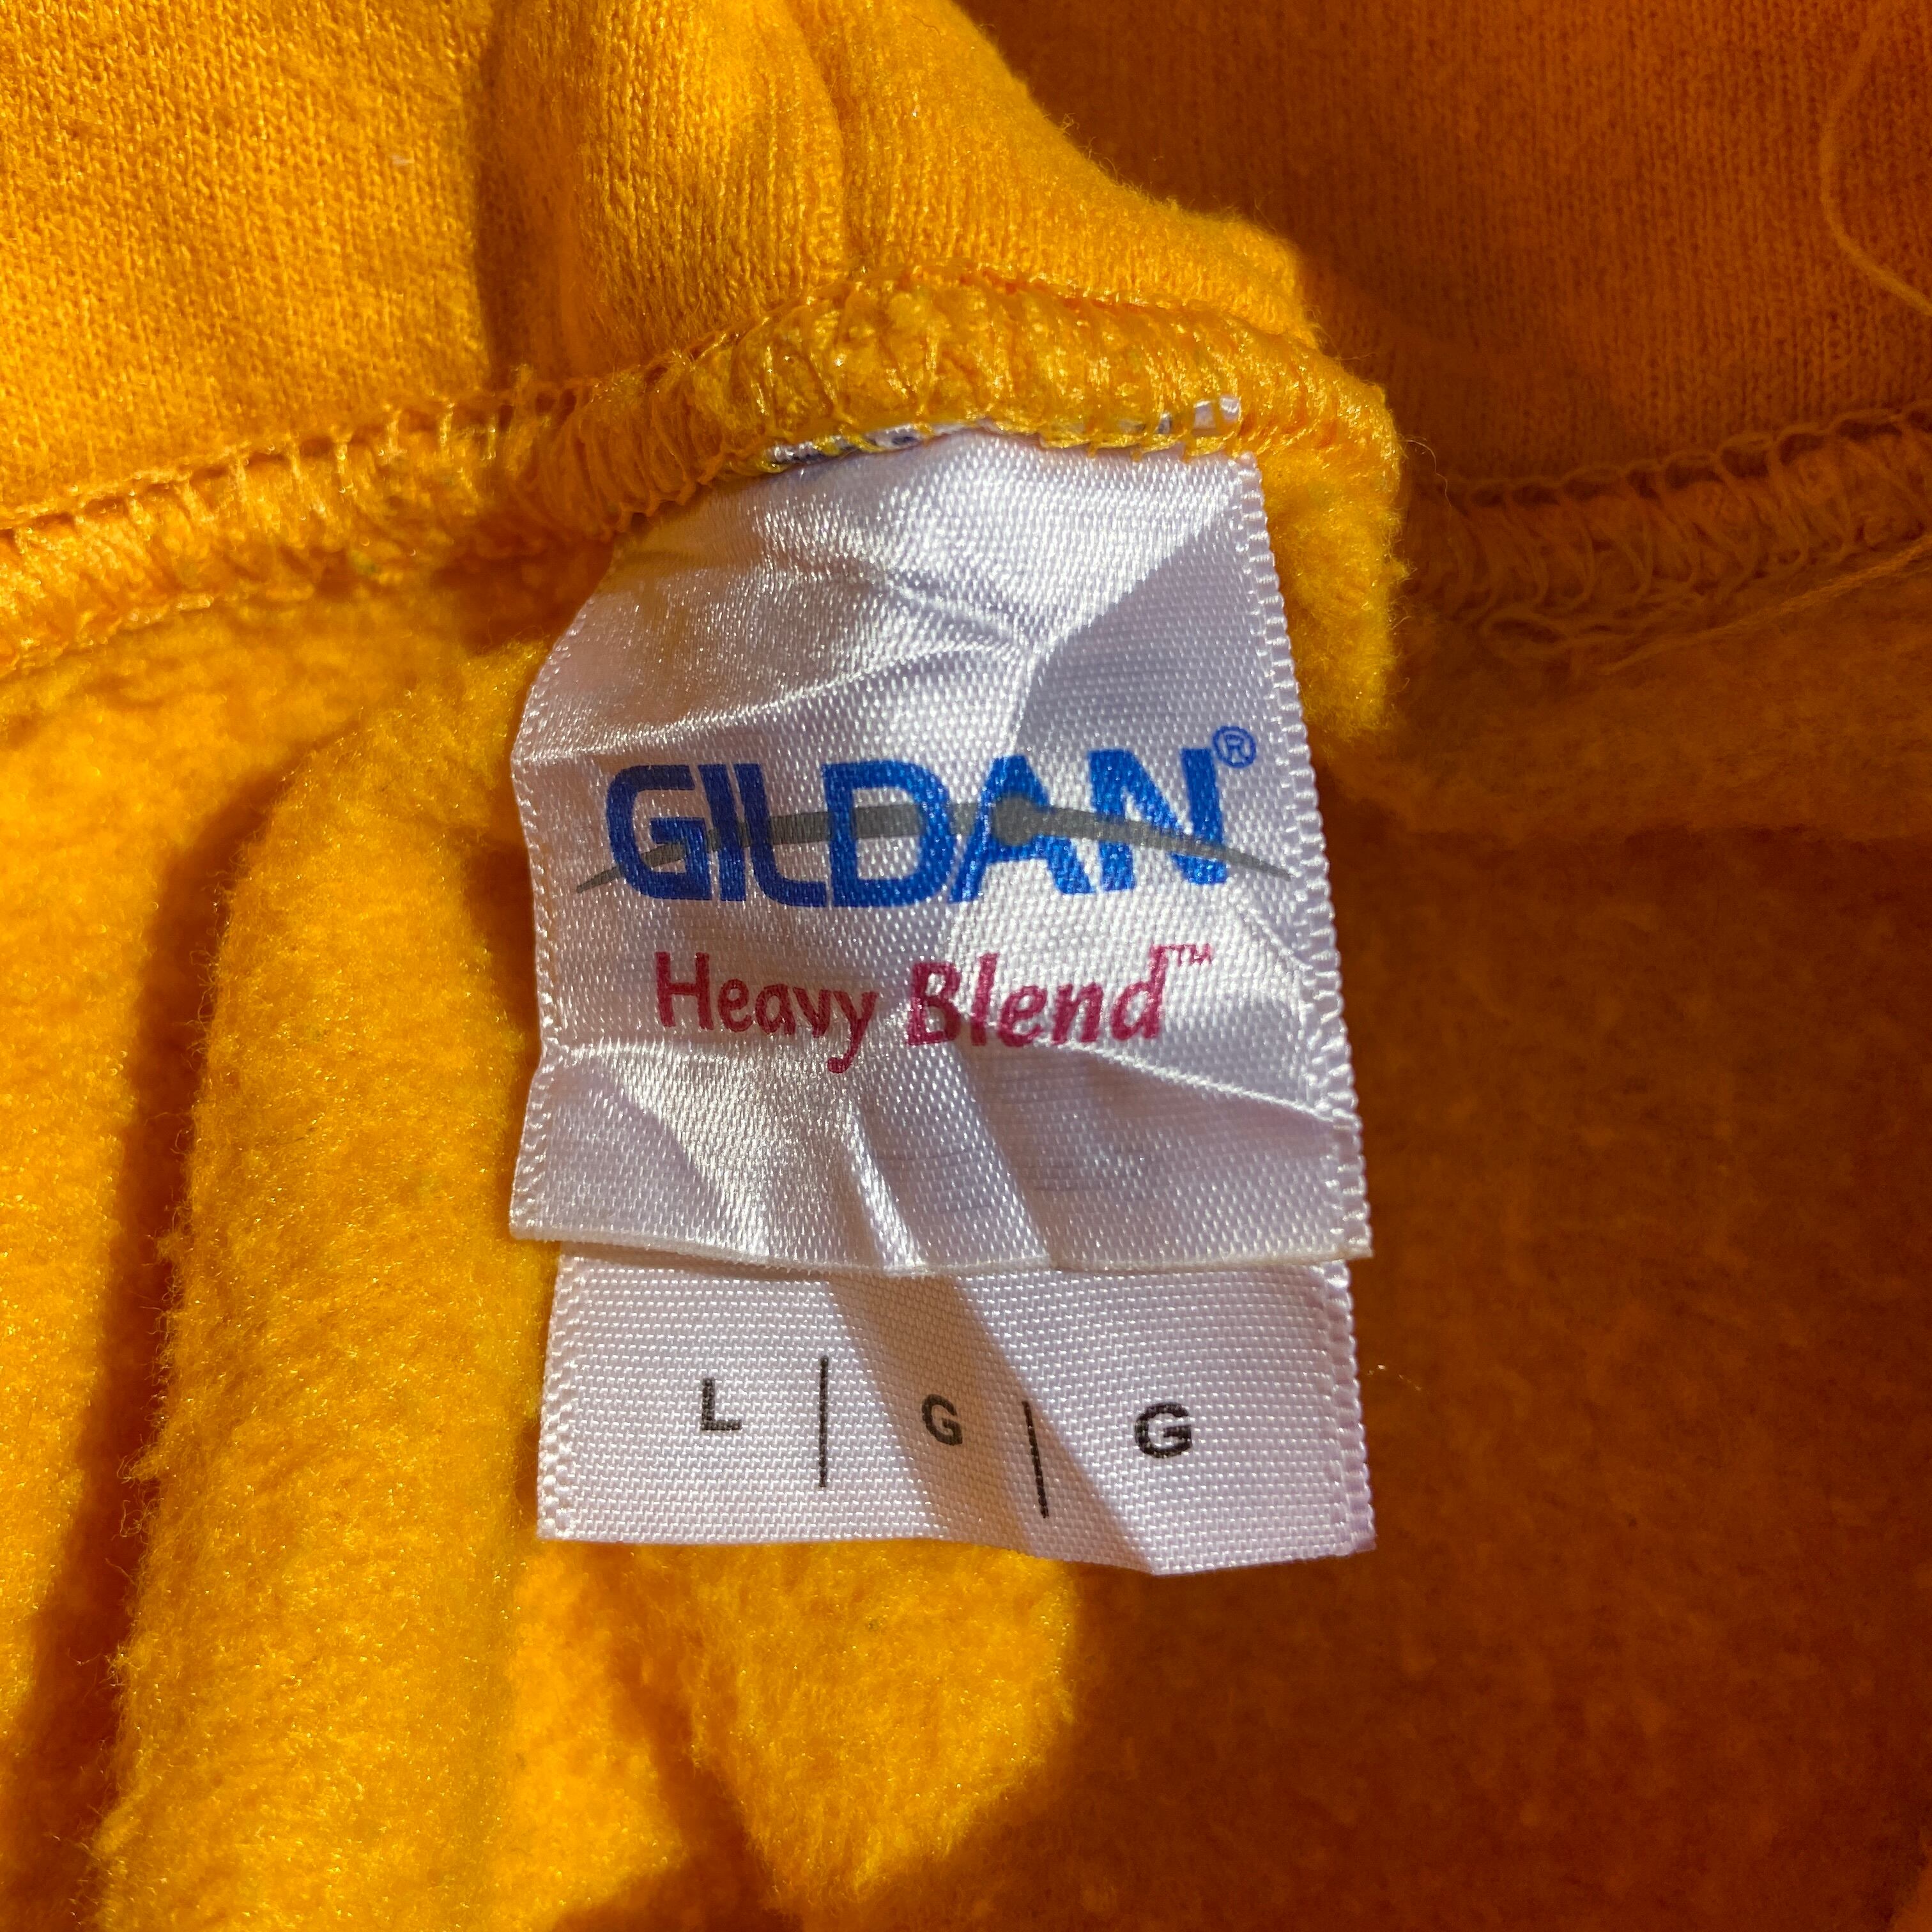 GILDAN®
Heavy Blend™
L | G | G